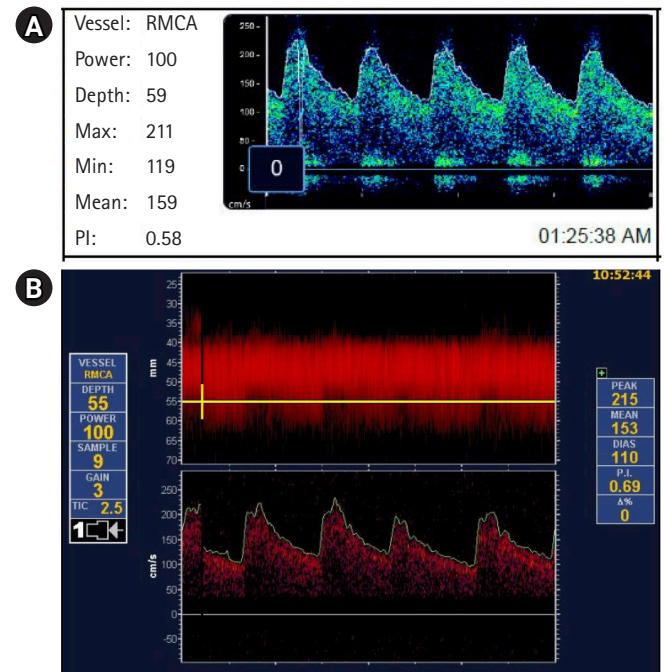 A
Vessel: RMCA
Power: 100
Depth: 59
Max: 211
Min: 119
Mean: 159
PI: 0.58
250
200
150
100
50
0
0
cm/s
01:25:38 AM
B
10:52:44
VESSEL
RMCA
DEPTH
55
POWER
100
SAMPLE
9
GAIN
3
TIC 2.5
1
25
30
35
40
45
50
55
60
65
70
mm
250
200
150
100
50
0
-50
cm/s
+
PEAK
215
MEAN
153
DIAS
110
P.I.
0.69
Δ%
0